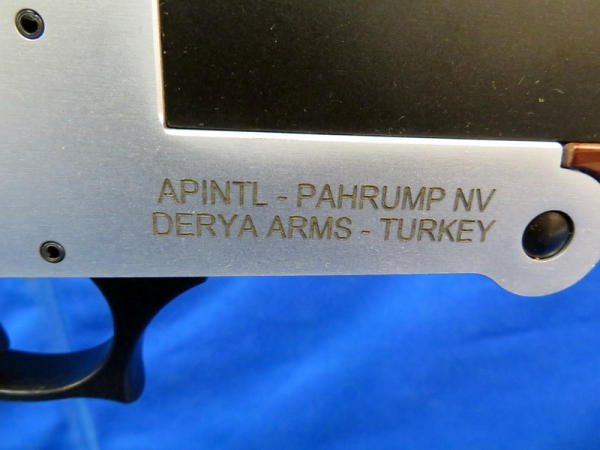 APINTL - PAHRUMP NV
DERYA ARMS - TURKEY